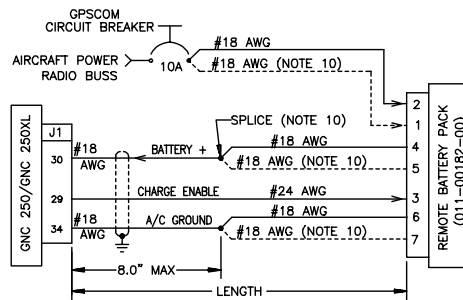 GPSCOM
CIRCUIT BREAKER
#18 AWG
AIRCRAFT POWER
RADIO BUSS
10A
#18 AWG (NOTE 10)
2
1
J1
SPLICE (NOTE 10)
#18
AWG
30
BATTERY +
#18 AWG
4
#18 AWG (NOTE 10)
5
29
CHARGE ENABLE
#24 AWG
3
#18
AWG
34
A/C GROUND
#18 AWG
6
#18 AWG (NOTE 10)
7
GNC 250/GNC 250XL
REMOTE BATTERY PACK
(011-00182-00)
8.0" MAX
LENGTH